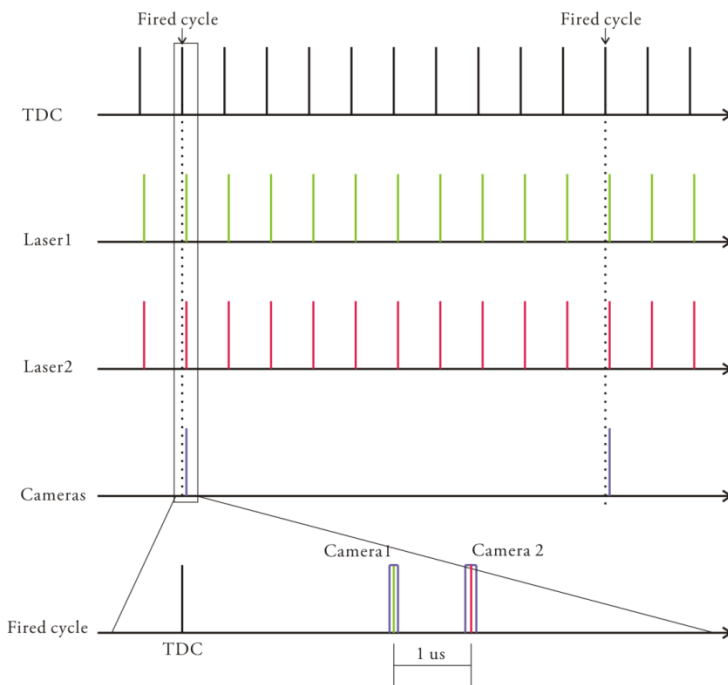 Fired cycle Fired cycle
TDC
Laser1
Laser2
Cameras
Camera1 Camera 2
Fired cycle
TDC
1 us